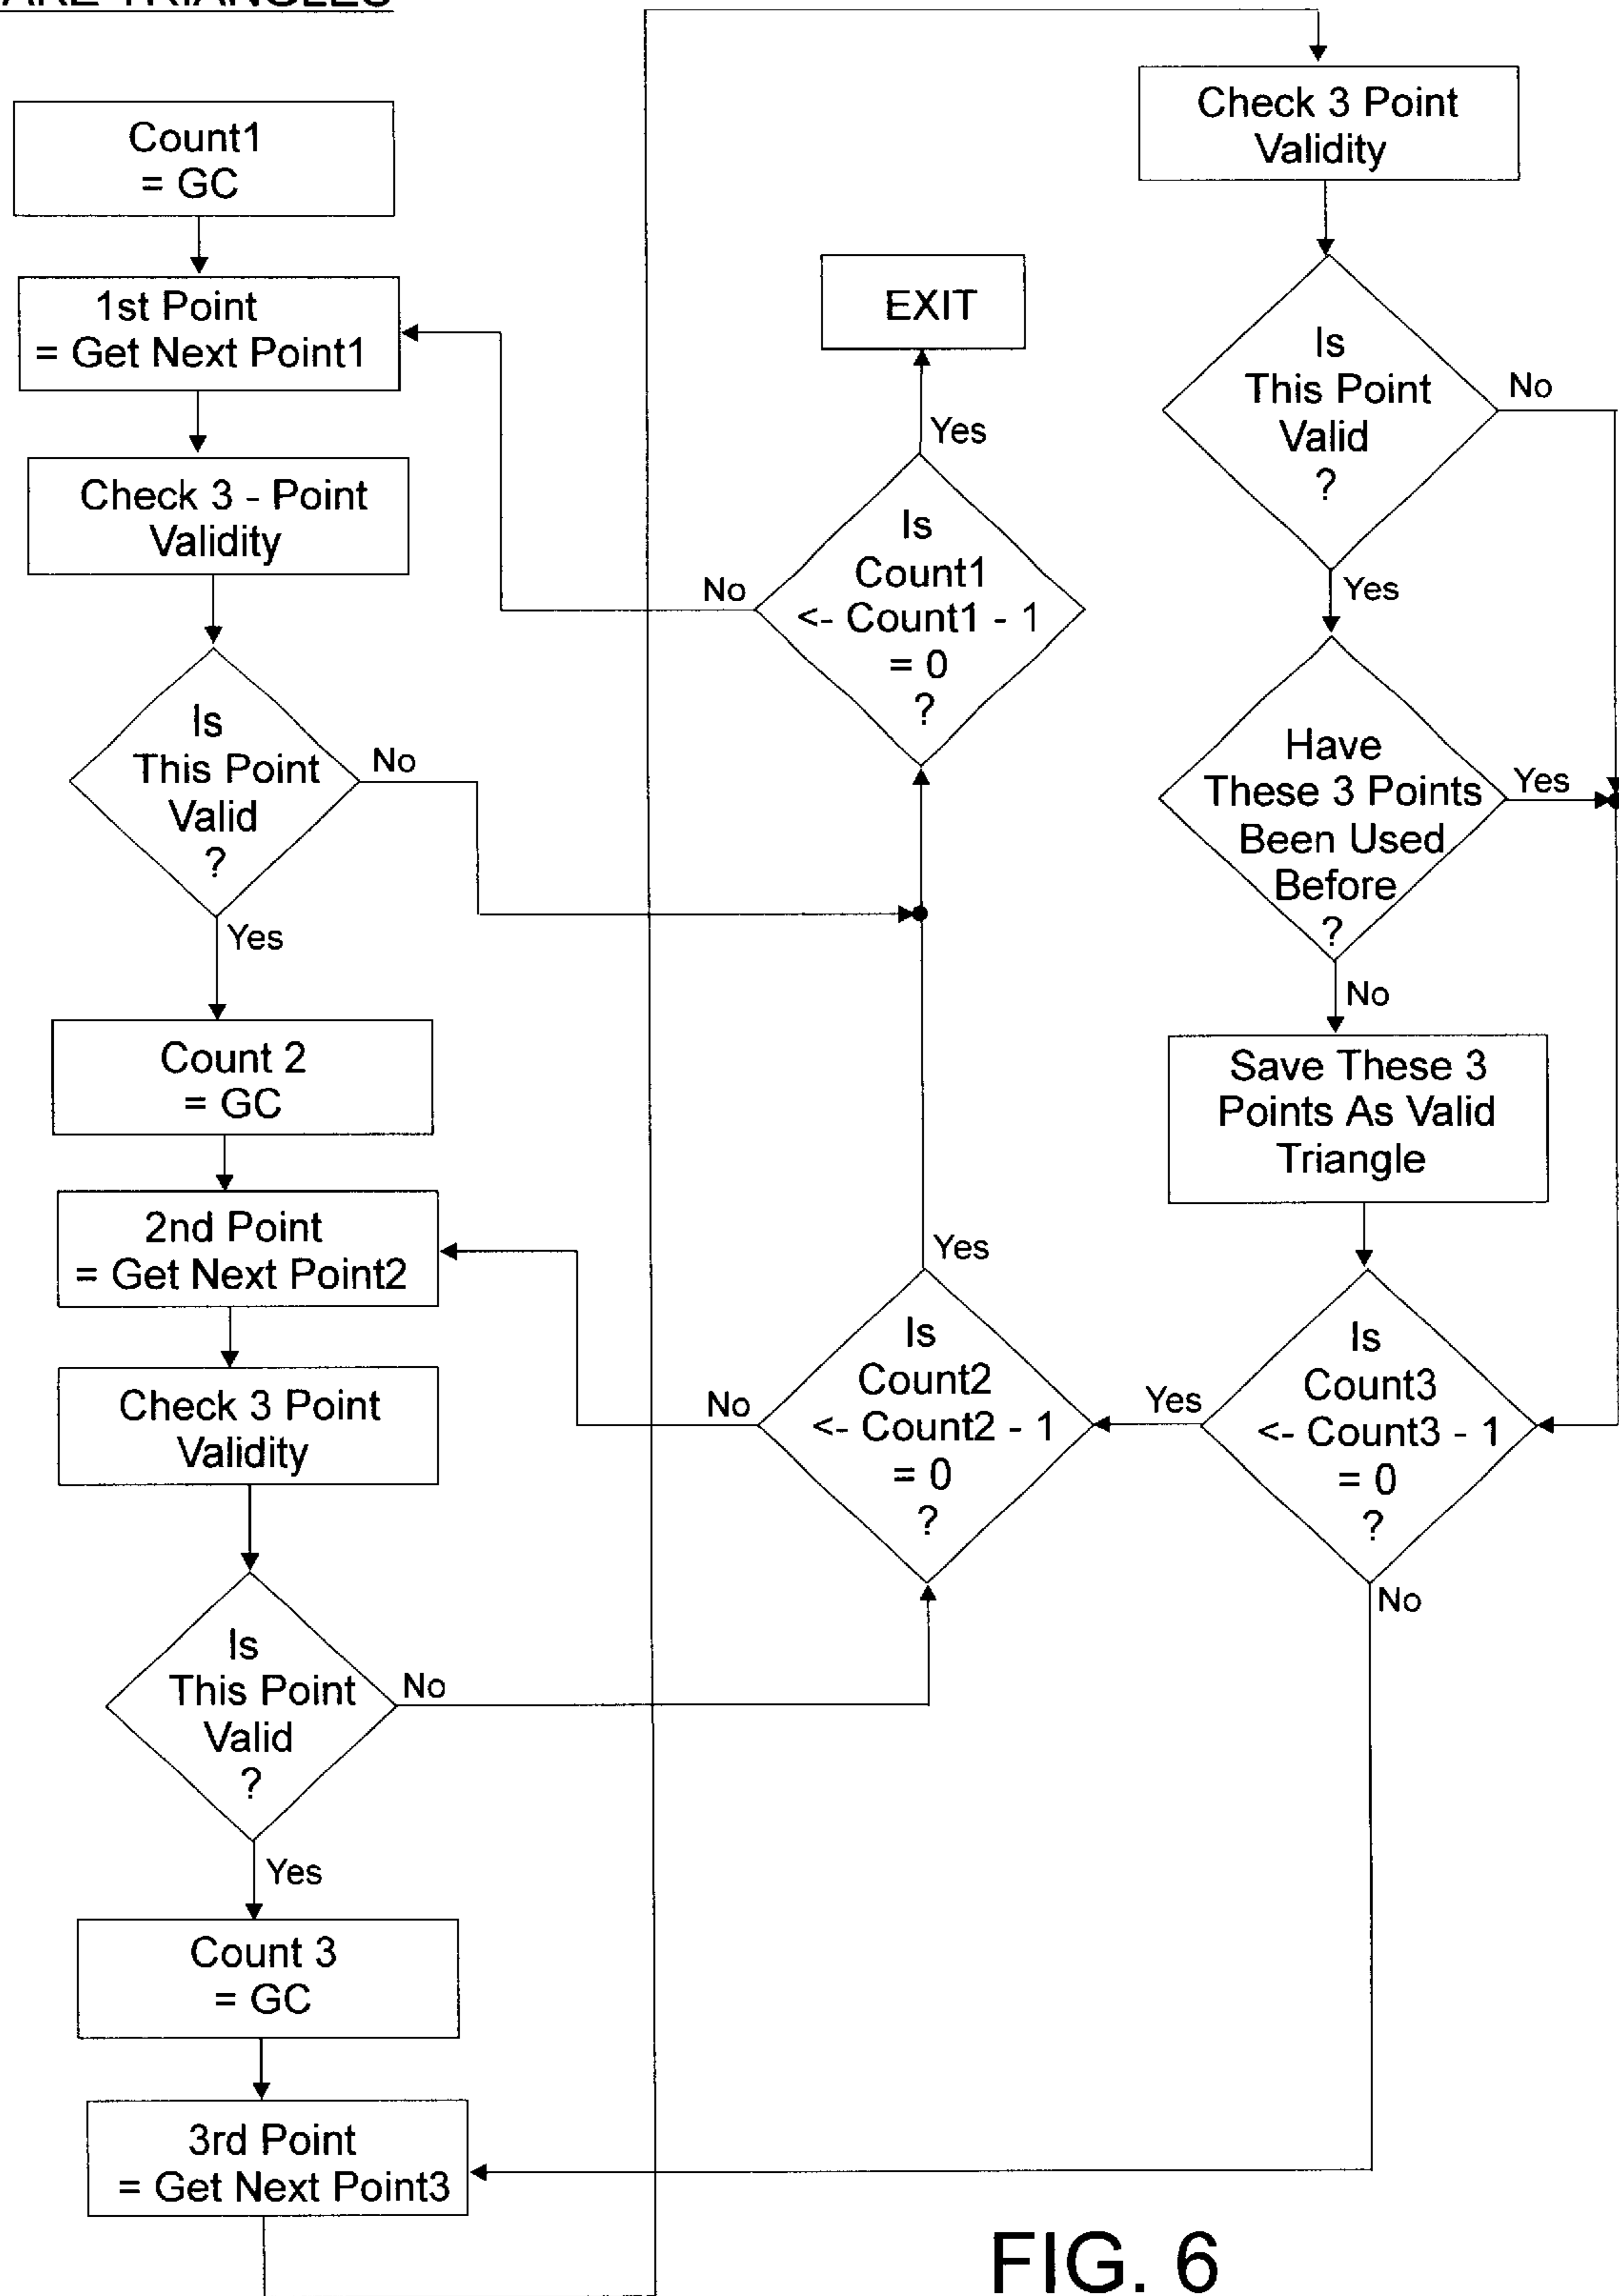 TRIANGLES
Count1
= GC
1st Point
= Get Next Point1
Check 3 - Point
Validity
Is
This Point
Valid
?
No
Yes
Count 2
= GC
2nd Point
= Get Next Point2
Check 3 Point
Validity
Is
This Point
Valid
?
No
Yes
Count 3
= GC
3rd Point
= Get Next Point3
EXIT
Yes
Is
Count1
<- Count1 - 1
= 0
?
No
Yes
Is
Count2
<- Count2 - 1
= 0
?
No
Check 3 Point
Validity
Is
This Point
Valid
?
No
Yes
Have
These 3 Points
Been Used
Before
?
Yes
No
Save These 3
Points As Valid
Triangle
Is
Count3
<- Count3 - 1
= 0
?
Yes
No
FIG. 6